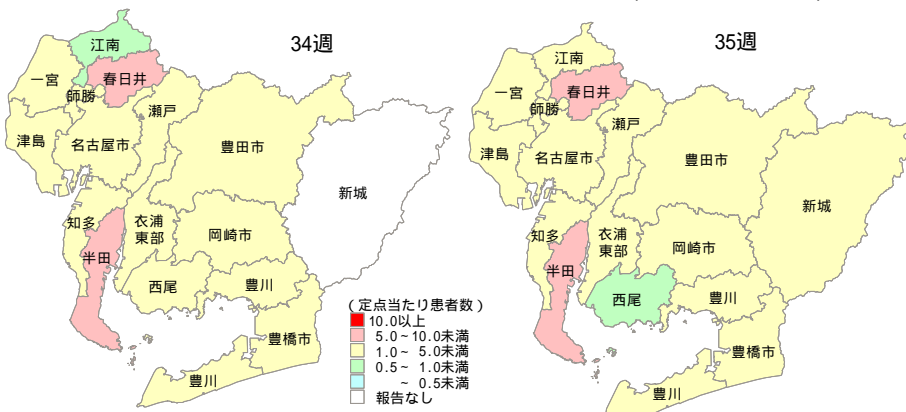 34週
江南
一宮
春日井
師勝
瀬戸
津島
名古屋市
豊田市
新城
知多
衣浦
東部
岡崎市
半田
西尾
豊川
豊橋市
豊川
(定点当たり患者数)
10.0以上
5.0~10.0未満
1.0~ 5.0未満
0.5~ 1.0未満
~ 0.5未満
報告なし
35週
江南
一宮
春日井
師勝
瀬戸
津島
名古屋市
豊田市
新城
知多
衣浦
東部
岡崎市
半田
西尾
豊川
豊橋市
豊川